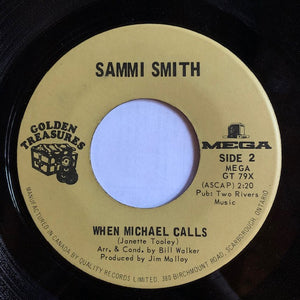 SAMMI SMITH
GOLDEN
TREASURES
MEGA
SIDE 2
MEGA
GT 79X
(ASCAP) 2:20
Pub: Two Rivers
Music
WHEN MICHAEL CALLS
(Janette Tooley)
Arr. & Cond. by Bill Walker
Produced by Jim Malloy
MANUFACTURED IN CANADA BY QUALITY RECORDS LIMITED, 380 BIRCHMOUNT ROAD, SCARBOROUGH, ONTARIO